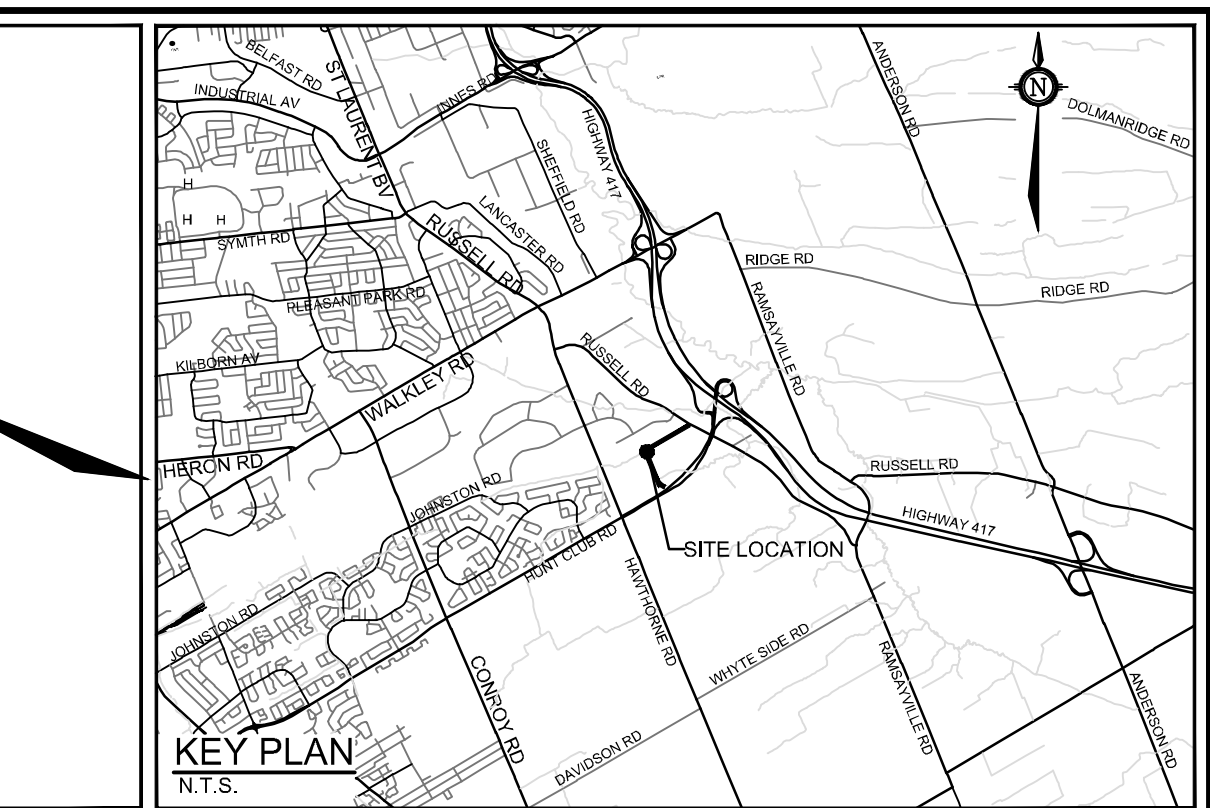 BELFAST RD
ST LAURENT BV
INDUSTRIAL AV
INNES RD
ANDERSON RD
N
DOLMANRIDGE RD
HIGHWAY 417
SHEFFIELD RD
H
H H
LANCASTER RD
RUSSELL RD
SYMTH RD
RIDGE RD
RIDGE RD
PLEASANT PARK RD
RAMSAYVILLE RD
KILBORN AV
RUSSELL RD
WALKLEY RD
HERON RD
RUSSELL RD
JOHNSTON RD
HIGHWAY 417
SITE LOCATION
HUNT CLUB RD
HAWTHORNE RD
JOHNSTON RD
WHYTE SIDE RD
RAMSAYVILLE RD
CONROY RD
ANDERSON RD
DAVIDSON RD
KEY PLAN
N.T.S.